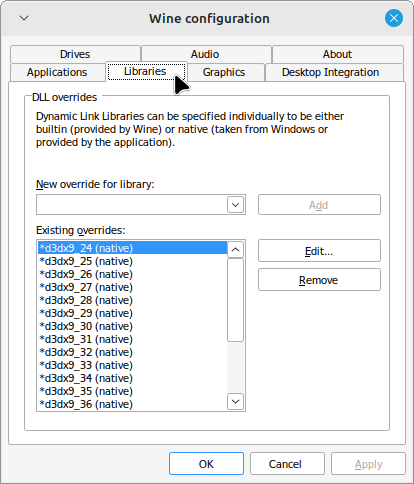 Wine configuration
Drives
Audio
About
Applications
Libraries
Graphics
Desktop Integration
DLL overrides
Dynamic Link Libraries can be specified individually to be either
builtin (provided by Wine) or native (taken from Windows or
provided by the application).
New override for library:
Add
Existing overrides:
*d3dx9_24 (native)
*d3dx9_25 (native)
*d3dx9_26 (native)
*d3dx9_27 (native)
*d3dx9_28 (native)
*d3dx9_29 (native)
*d3dx9_30 (native)
*d3dx9_31 (native)
*d3dx9_32 (native)
*d3dx9_33 (native)
*d3dx9_34 (native)
*d3dx9_35 (native)
*d3dx9_36 (native)
Edit...
Remove
OK
Cancel
Apply